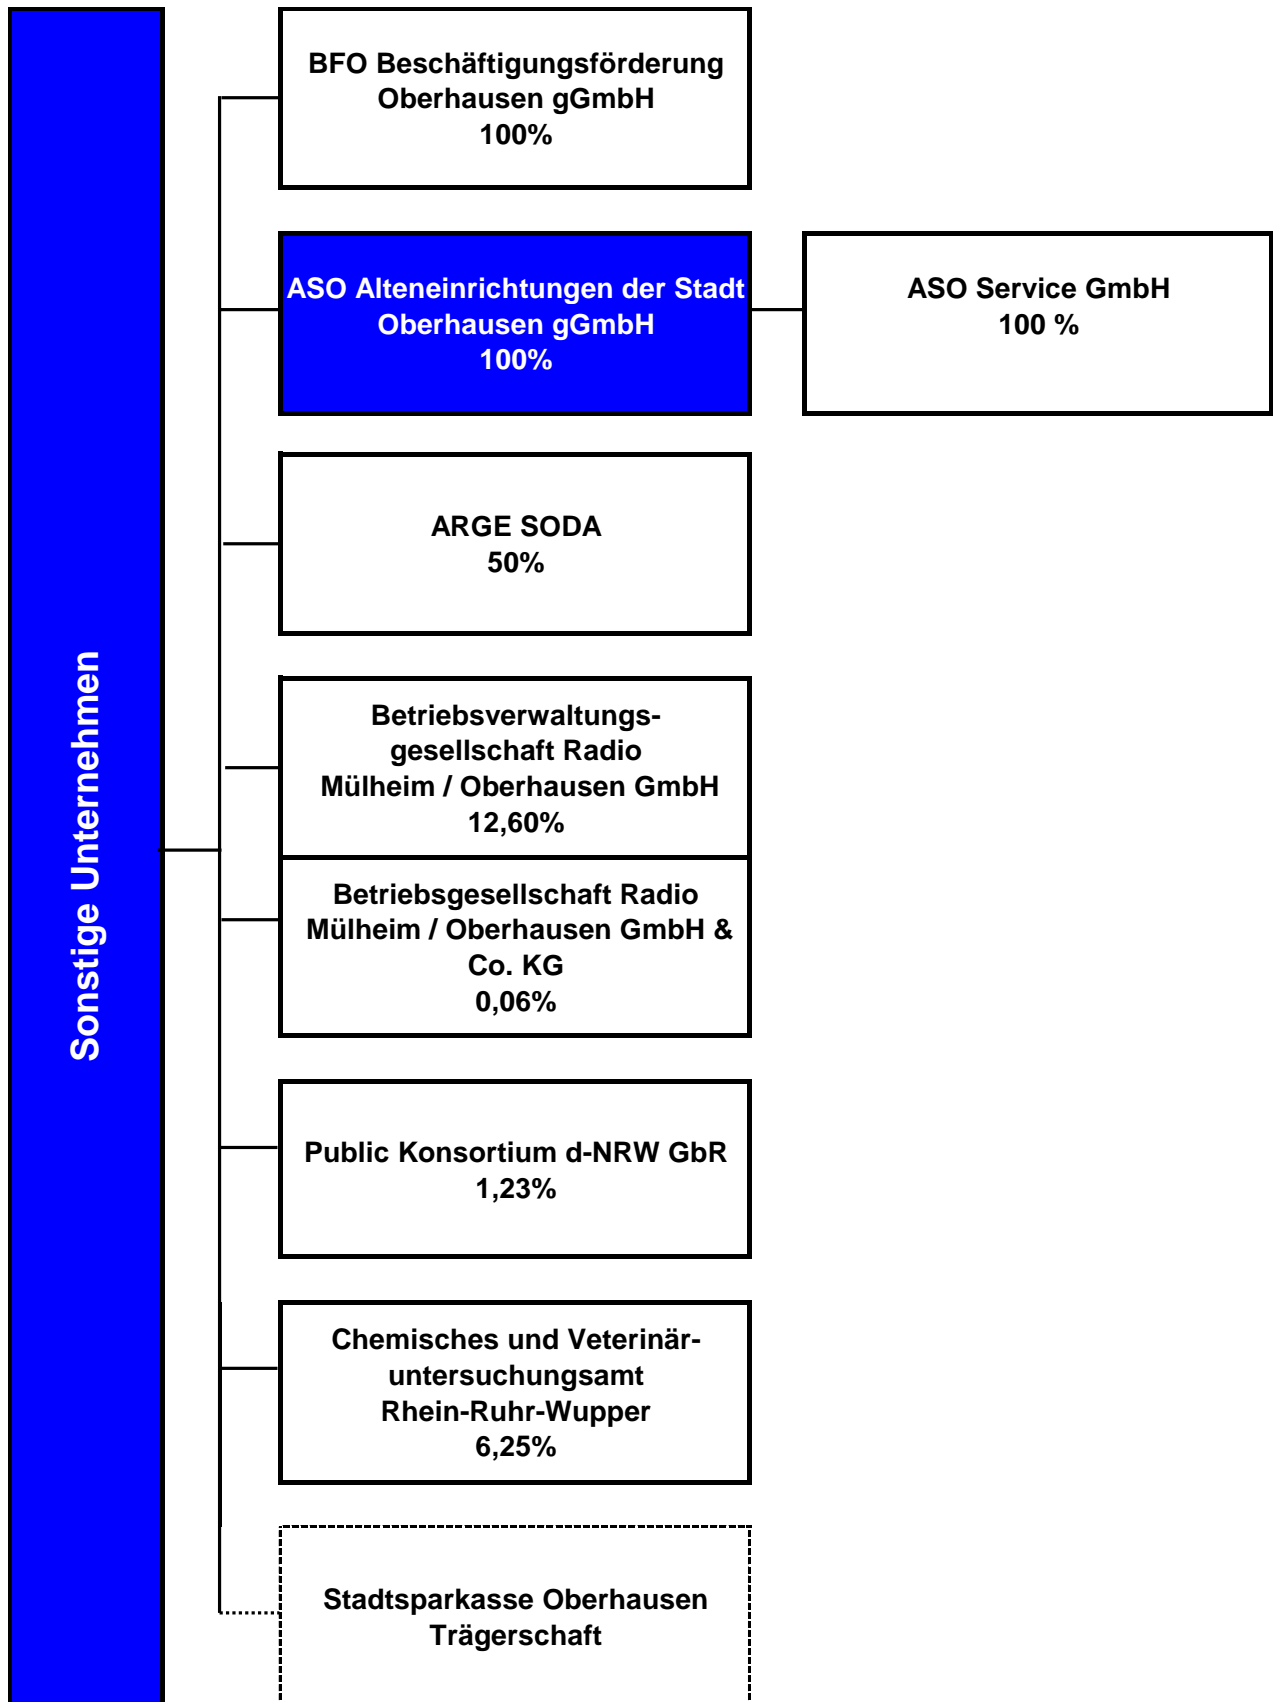 Sonstige Unternehmen
BFO Beschäftigungsförderung
Oberhausen gGmbH
100%
ASO Alteneinrichtungen der Stadt
Oberhausen gGmbH
100%
ASO Service GmbH
100 %
ARGE SODA
50%
Betriebsverwaltungs-
gesellschaft Radio
Mülheim / Oberhausen GmbH
12,60%
Betriebsgesellschaft Radio
Mülheim / Oberhausen GmbH &
Co. KG
0,06%
Public Konsortium d-NRW GbR
1,23%
Chemisches und Veterinär-
untersuchungsamt
Rhein-Ruhr-Wupper
6,25%
Stadtsparkasse Oberhausen
Trägerschaft